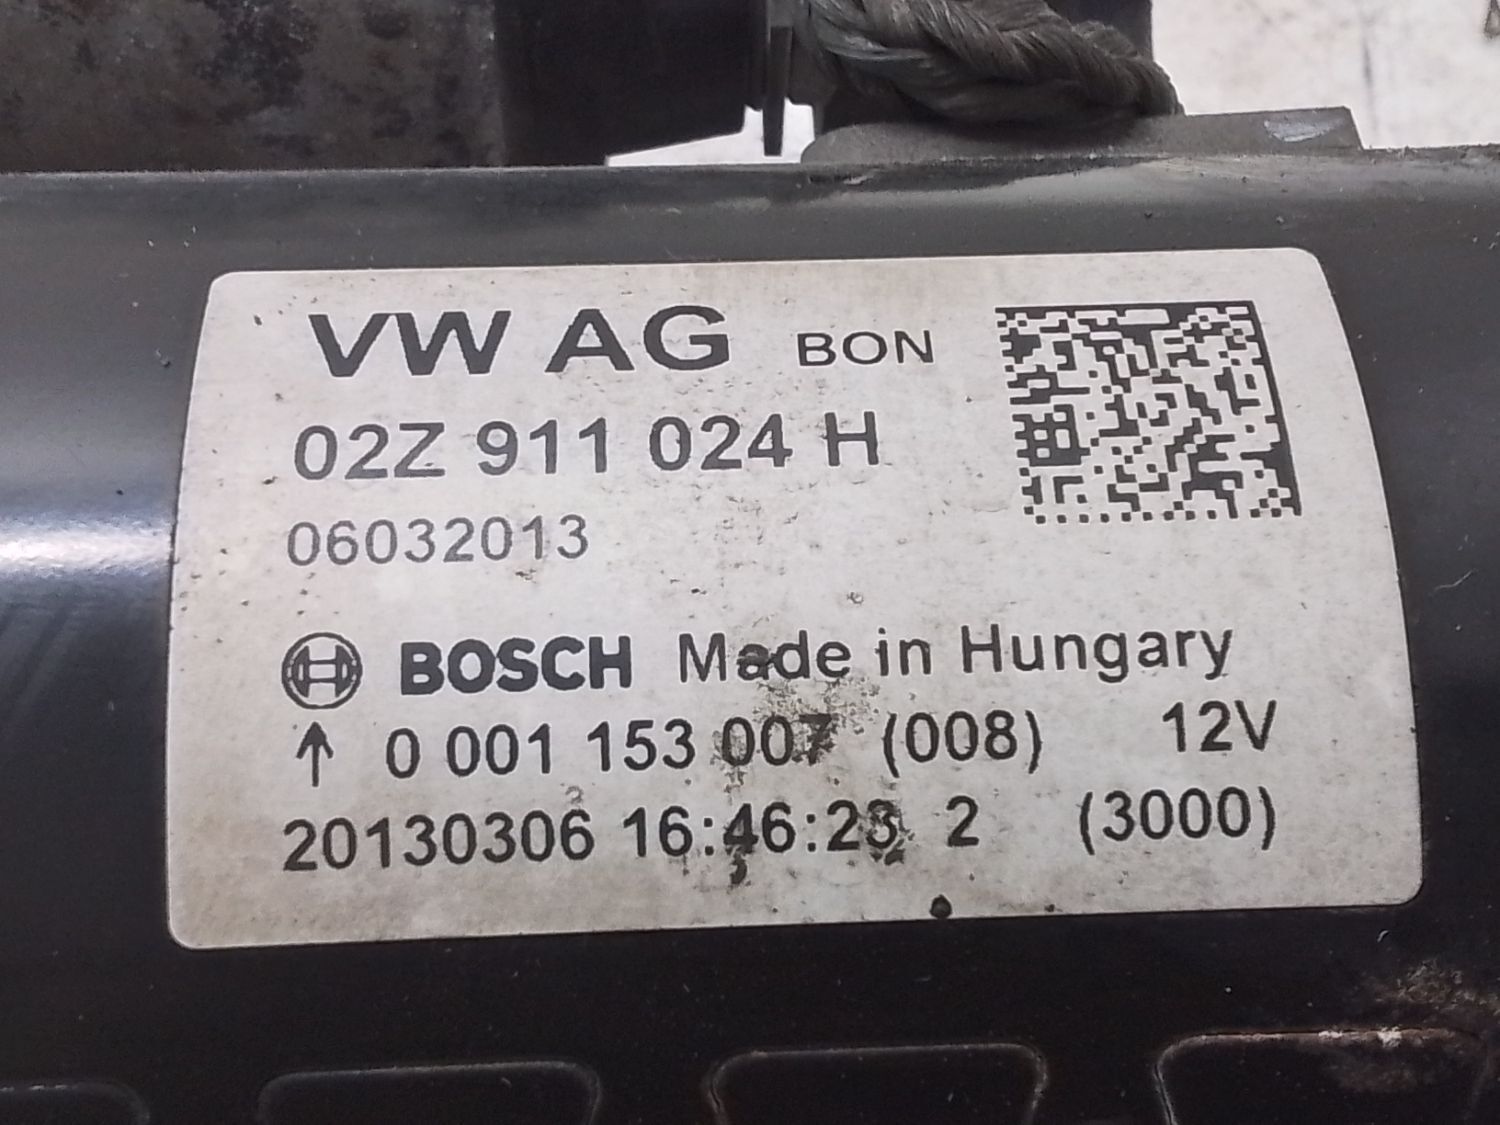 VW AG BON
02Z 911 024 H
06032013
BOSCH Made in Hungary
↑ 0 001 153 007 (008) 12V
20130306 16:46:23 2 (3000)